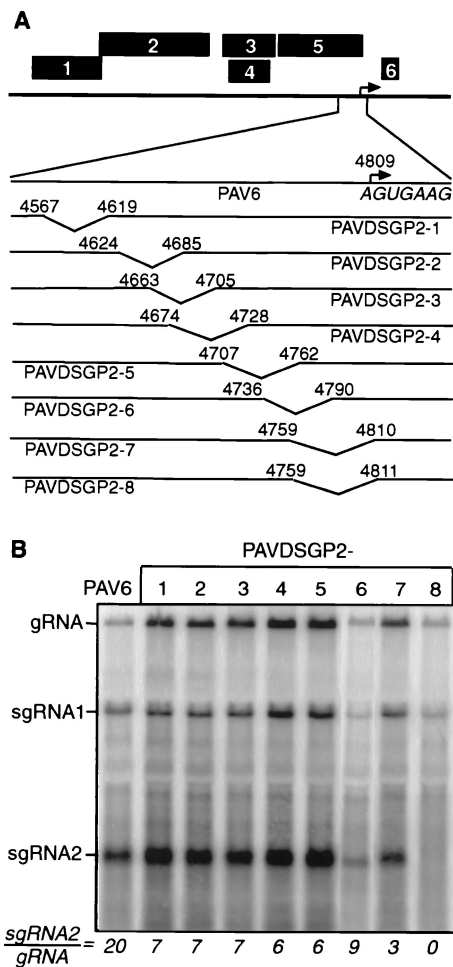 A
2 3 5
1 4 6
4809
PAV6 AGUGAAG
4567 4619
PAVDSGP2-1
4624 4685
PAVDSGP2-2
4663 4705
PAVDSGP2-3
4674 4728
PAVDSGP2-4
4707 4762
PAVDSGP2-5
4736 4790
PAVDSGP2-6
4759 4810
PAVDSGP2-7
4759 4811
PAVDSGP2-8
B
PAVDSGP2-
PAV6 1 2 3 4 5 6 7 8
gRNA
sgRNA1
sgRNA2
sgRNA2
gRNA = 20 7 7 7 6 6 9 3 0